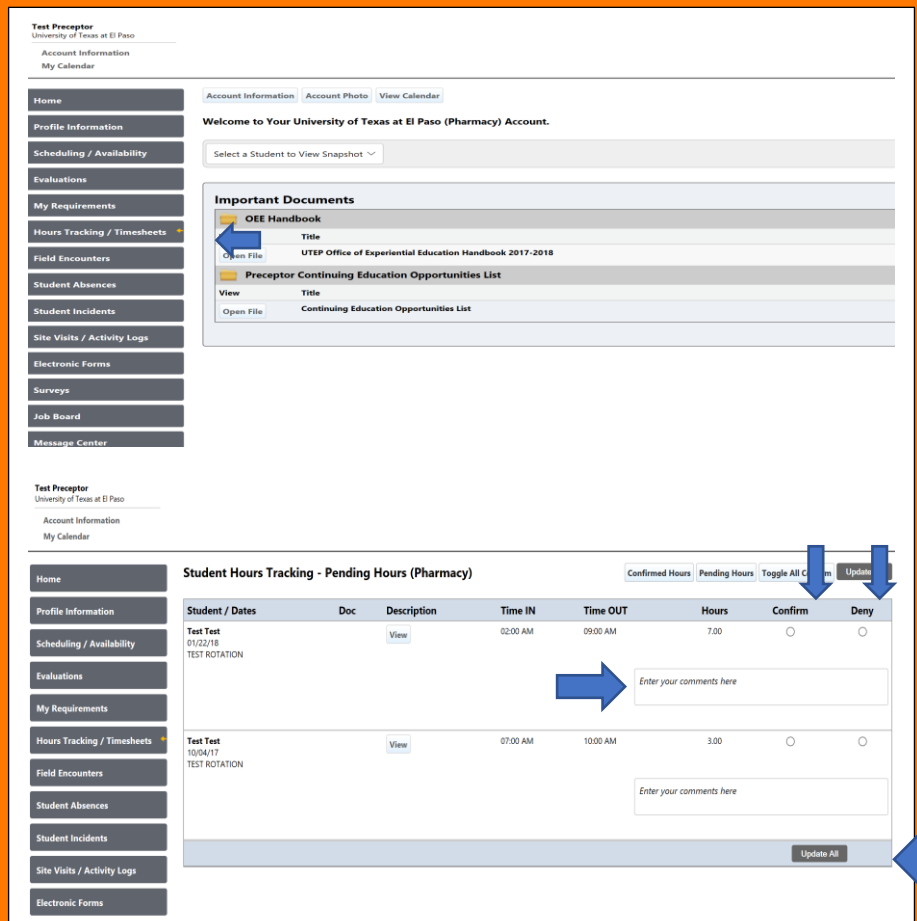 Test Preceptor
University of Texas at El Paso
Account Information
My Calendar
Home
Profile Information
Scheduling / Availability
Evaluations
My Requirements
Hours Tracking / Timesheets
Field Encounters
Student Absences
Student Incidents
Site Visits / Activity Logs
Electronic Forms
Surveys
Job Board
Message Center
Account Information Account Photo View Calendar
Welcome to Your University of Texas at El Paso (Pharmacy) Account.
Select a Student to View Snapshot
Important Documents
OEE Handbook
Title
Open File UTEP Office of Experiential Education Handbook 2017-2018
Preceptor Continuing Education Opportunities List
View Title
Open File Continuing Education Opportunities List
Test Preceptor
University of Texas at El Paso
Account Information
My Calendar
Home
Profile Information
Scheduling / Availability
Evaluations
My Requirements
Hours Tracking / Timesheets
Field Encounters
Student Absences
Student Incidents
Site Visits / Activity Logs
Electronic Forms
Student Hours Tracking - Pending Hours (Pharmacy)
Confirmed Hours Pending Hours Toggle All Update
Student / Dates Doc Description Time IN Time OUT Hours Confirm Deny
Test Test View 02:00 AM 09:00 AM 7.00
01/22/18
TEST ROTATION
Enter your comments here
Test Test View 07:00 AM 10:00 AM 3.00
10/04/17
TEST ROTATION
Enter your comments here
Update All